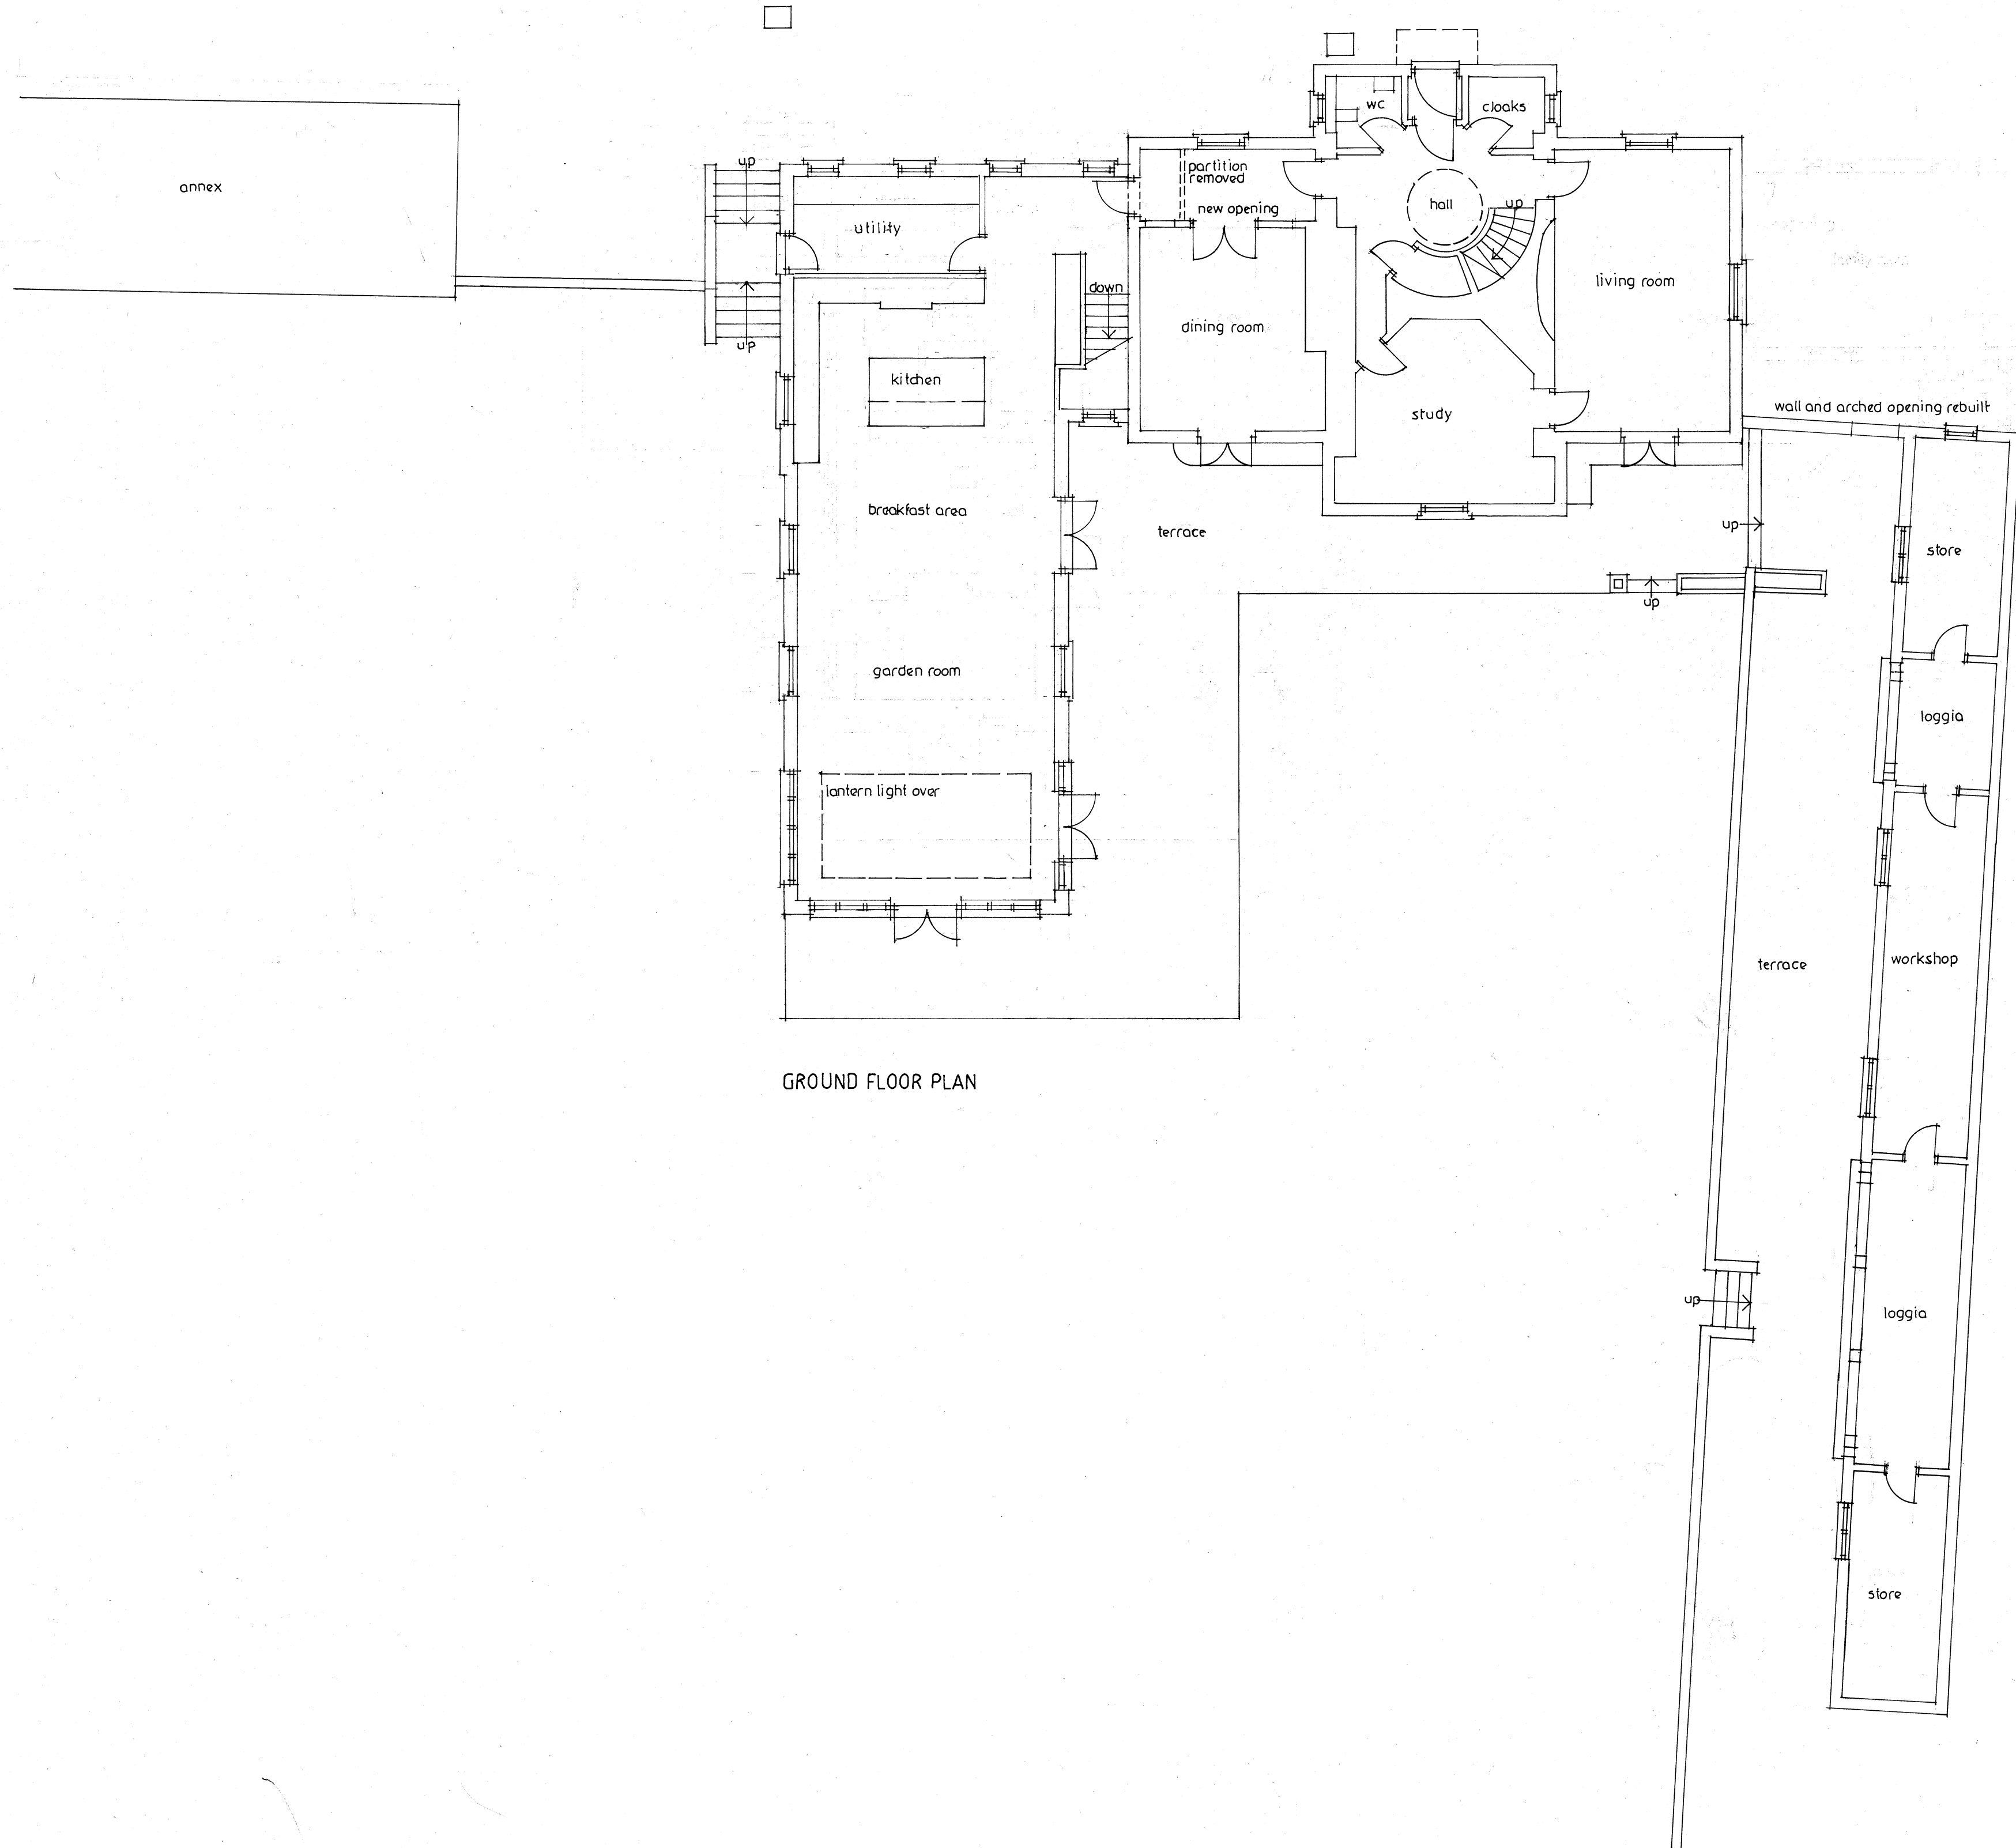 wc
cloaks
up
annex
partition
removed
utility
new opening
hall
up
living room
down
dining room
up
kitchen
study
wall and arched opening rebuilt
breakfast area
terrace
up
store
up
garden room
loggia
lantern light over
terrace
workshop
GROUND FLOOR PLAN
up
loggia
store